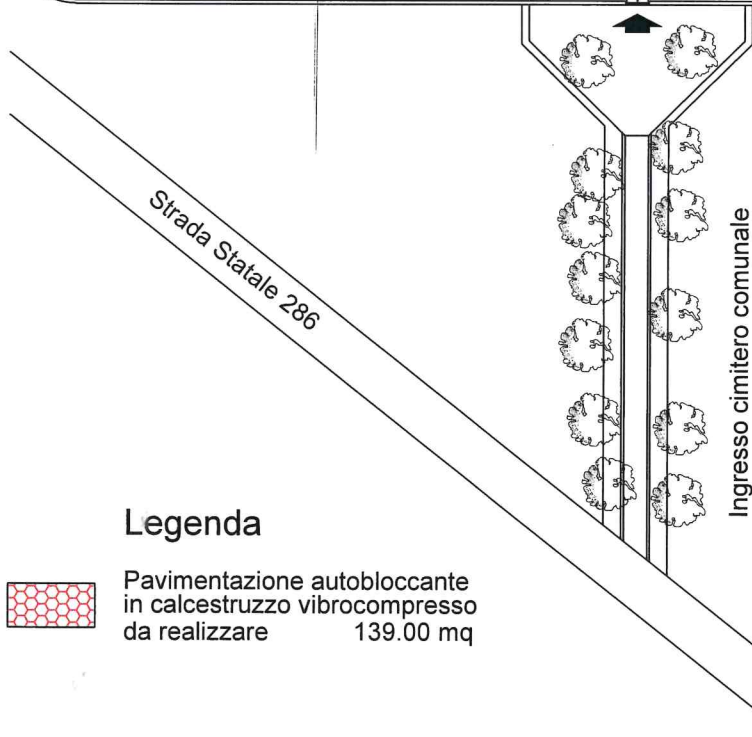 Strada Statale 286
Ingresso cimitero comunale
Legenda
Pavimentazione autobloccante
in calcestruzzo vibrocompresso
da realizzare 139.00 mq